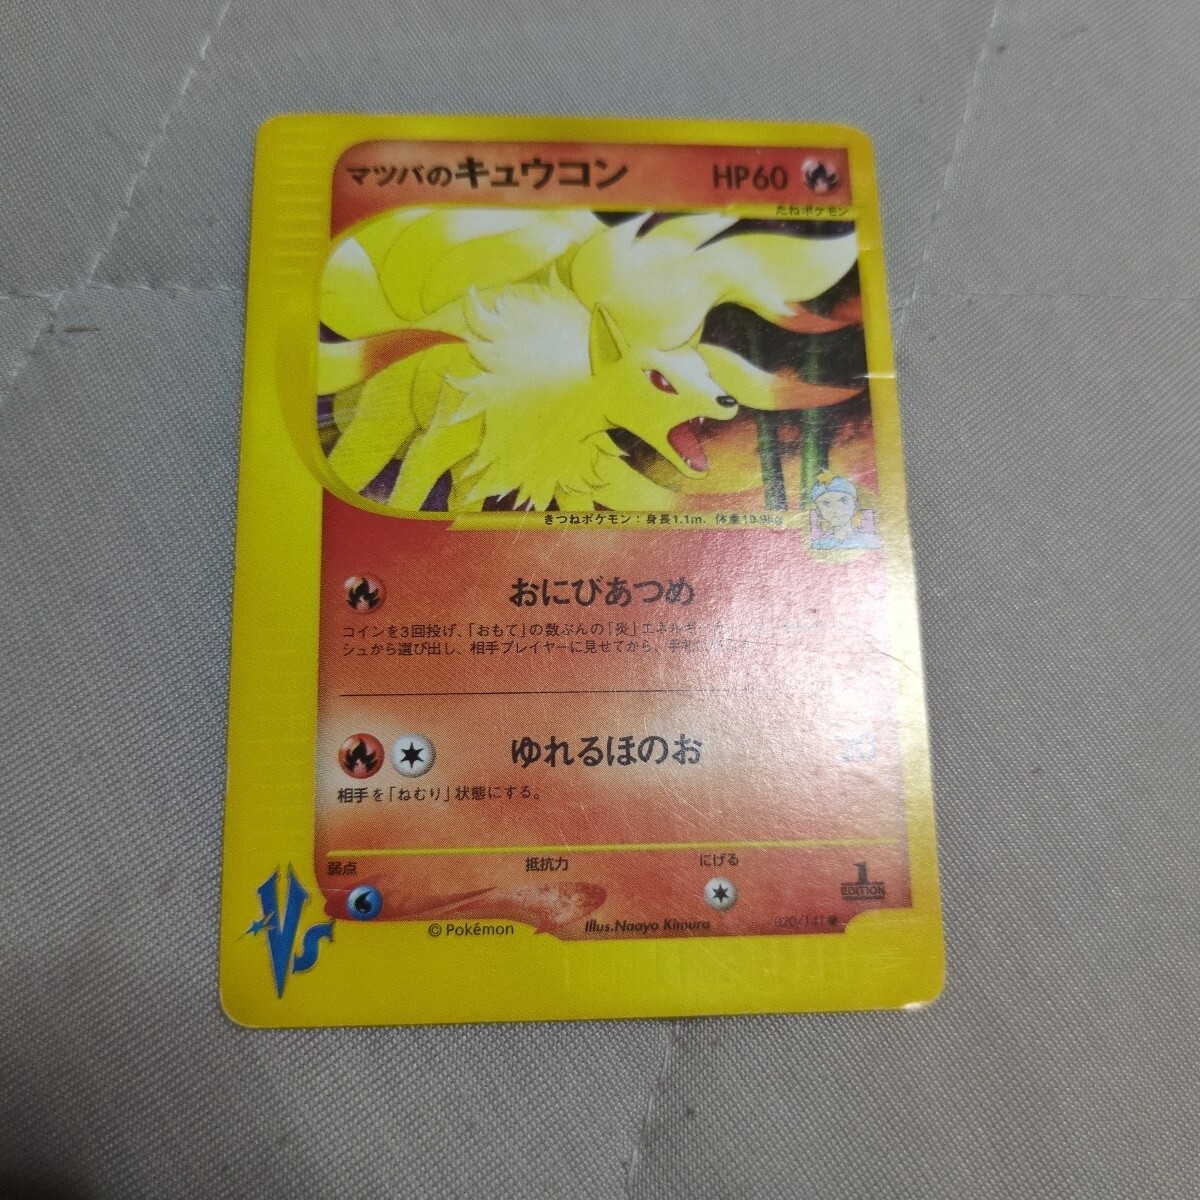 マツバのキュウコン HP60
たねポケモン
きつねポケモン：身長1.1m、体重19.9kg
おにびあつめ
コインを3回投げ、「おもて」の数ぶんの「炎」エネルギー
シュから選び出し、相手プレイヤーに見せてから、手札に
ゆれるほのお
相手を「ねむり」状態にする。
弱点 抵抗力 にげる
1
EDITION
© Pokémon Illus.Naoyo Kimura 020/141
VS